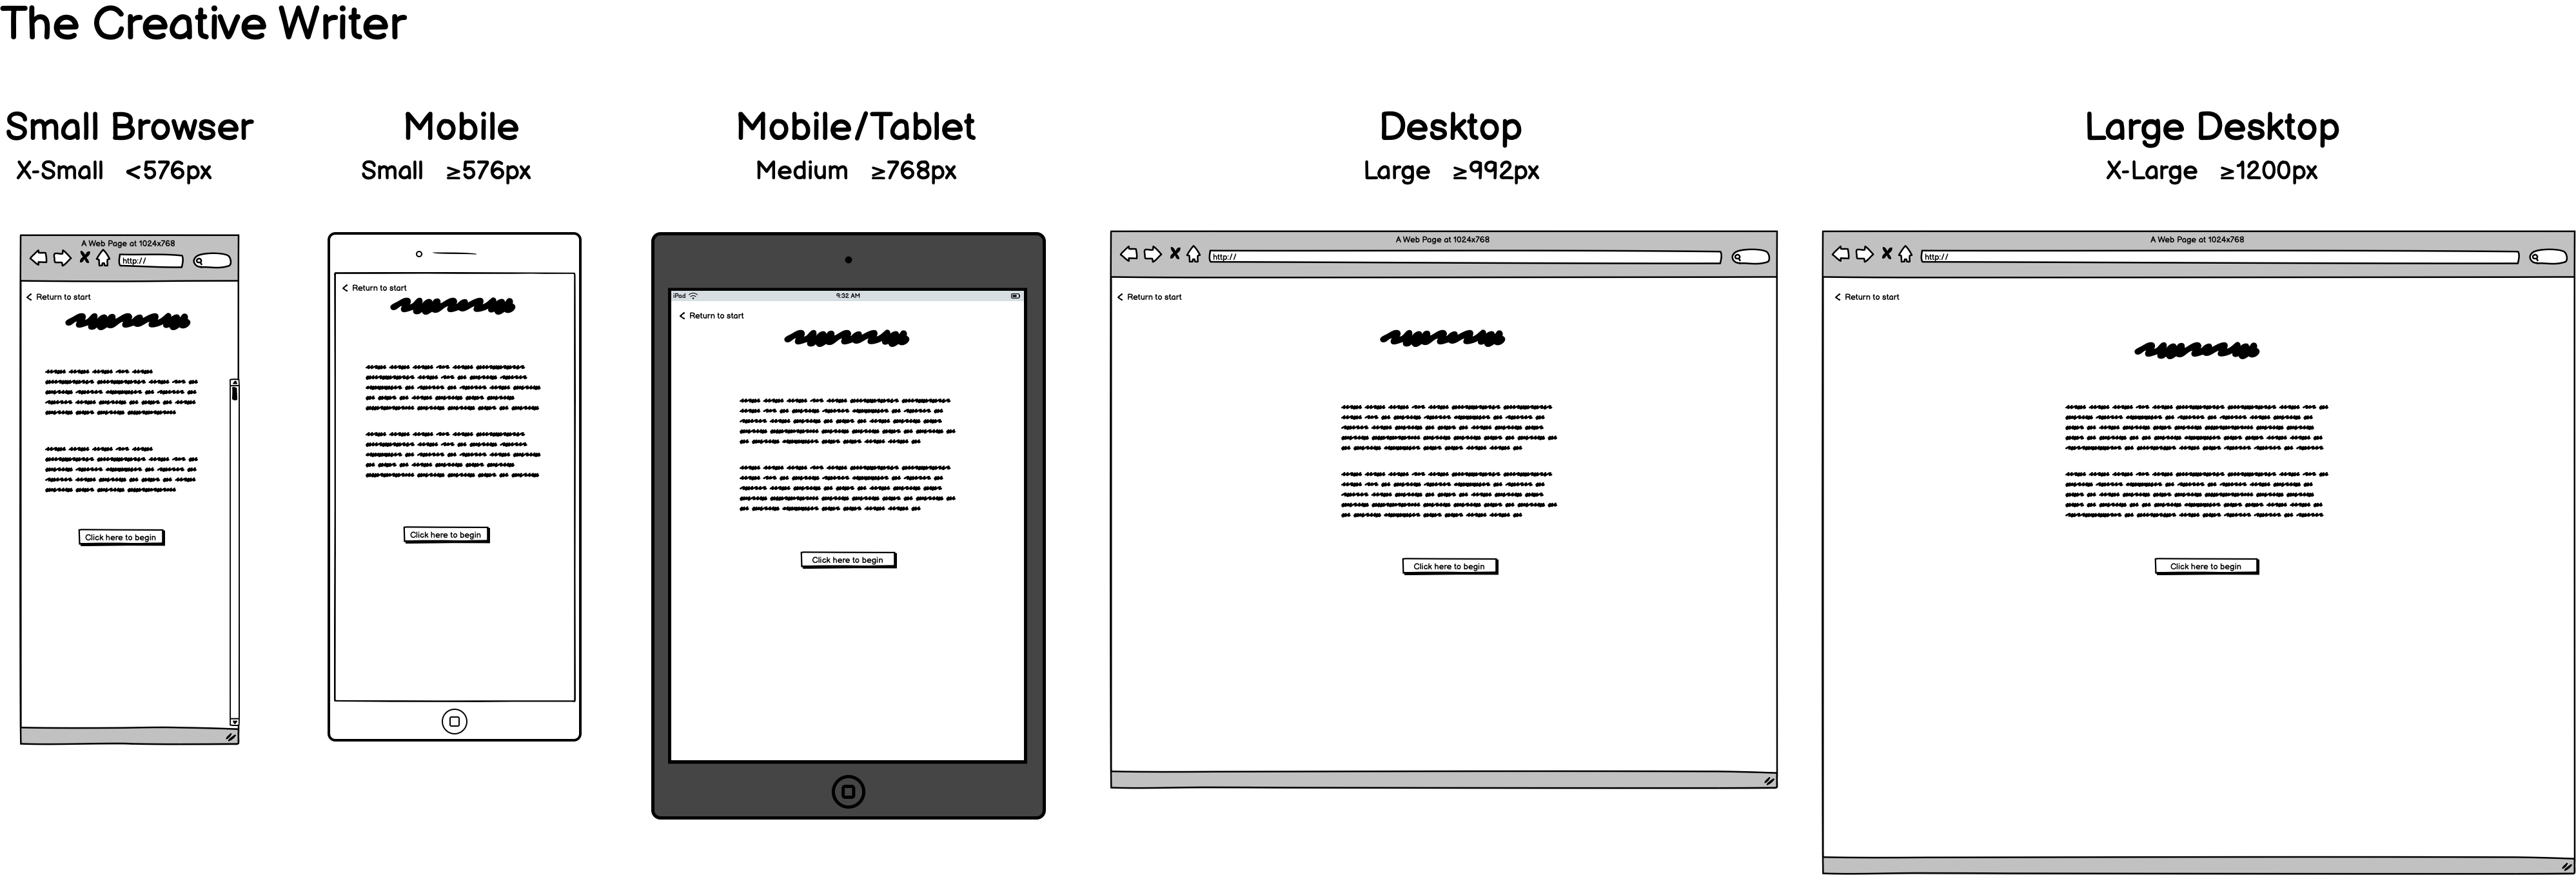 The Creative Writer
Small Browser
X-Small <576px
Mobile
Small ≥576px
Mobile/Tablet
Medium ≥768px
Desktop
Large ≥992px
Large Desktop
X-Large ≥1200px
A Web Page at 1024x768
http://
< Return to start
Click here to begin
< Return to start
Click here to begin
iPad
9:32 AM
< Return to start
Click here to begin
A Web Page at 1024x768
http://
< Return to start
Click here to begin
A Web Page at 1024x768
http://
< Return to start
Click here to begin